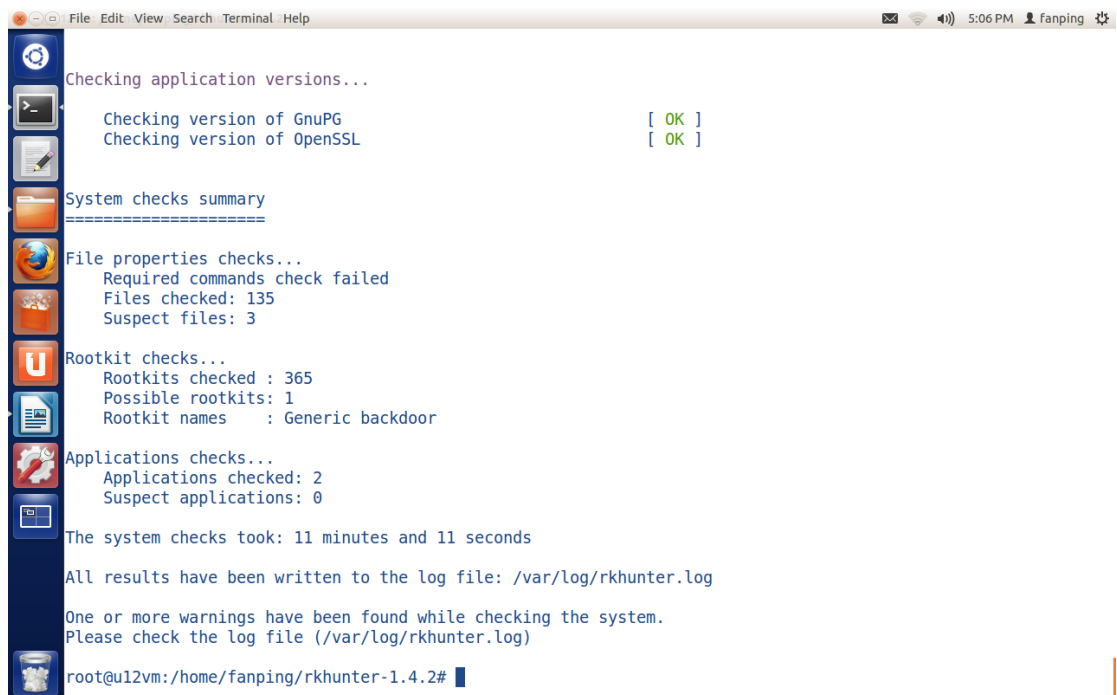 File Edit View Search Terminal Help
5:06 PM fanping
Checking application versions...
Checking version of GnuPG [ OK ]
Checking version of OpenSSL [ OK ]
System checks summary
=====================
File properties checks...
Required commands check failed
Files checked: 135
Suspect files: 3
Rootkit checks...
Rootkits checked : 365
Possible rootkits: 1
Rootkit names    : Generic backdoor
Applications checks...
Applications checked: 2
Suspect applications: 0
The system checks took: 11 minutes and 11 seconds
All results have been written to the log file: /var/log/rkhunter.log
One or more warnings have been found while checking the system.
Please check the log file (/var/log/rkhunter.log)
root@u12vm:/home/fanping/rkhunter-1.4.2#